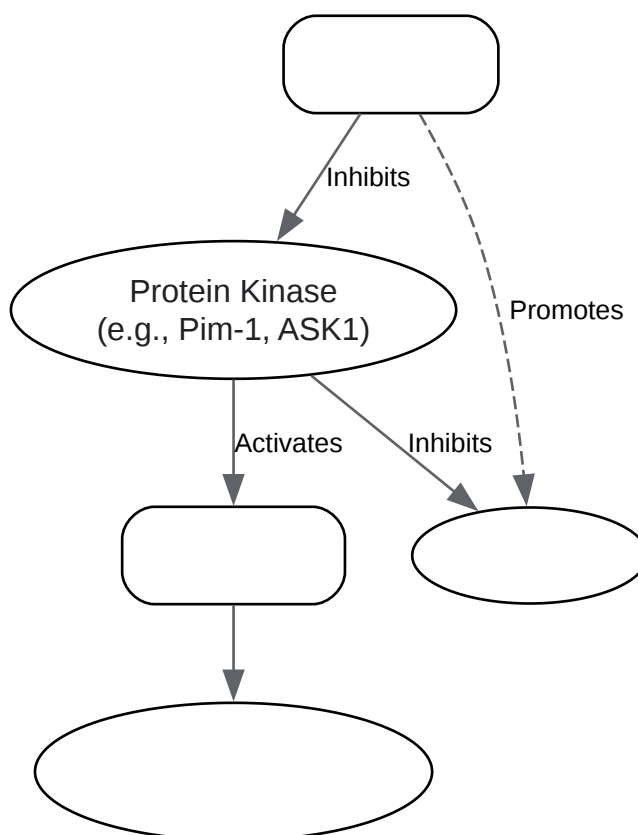 Inhibits
Protein Kinase
(e.g., Pim-1, ASK1)
Promotes
Activates
Inhibits